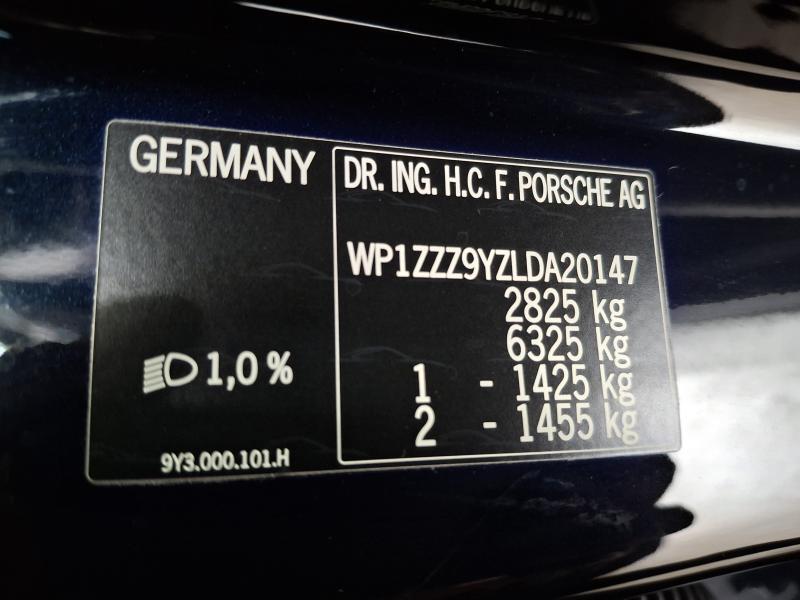 GERMANY
DR. ING. H.C. F. PORSCHE AG
WP1ZZZ9YZLDA20147
2825 kg
6325 kg
1 - 1425 kg
2 - 1455 kg
1,0 %
9Y3.000.101.H